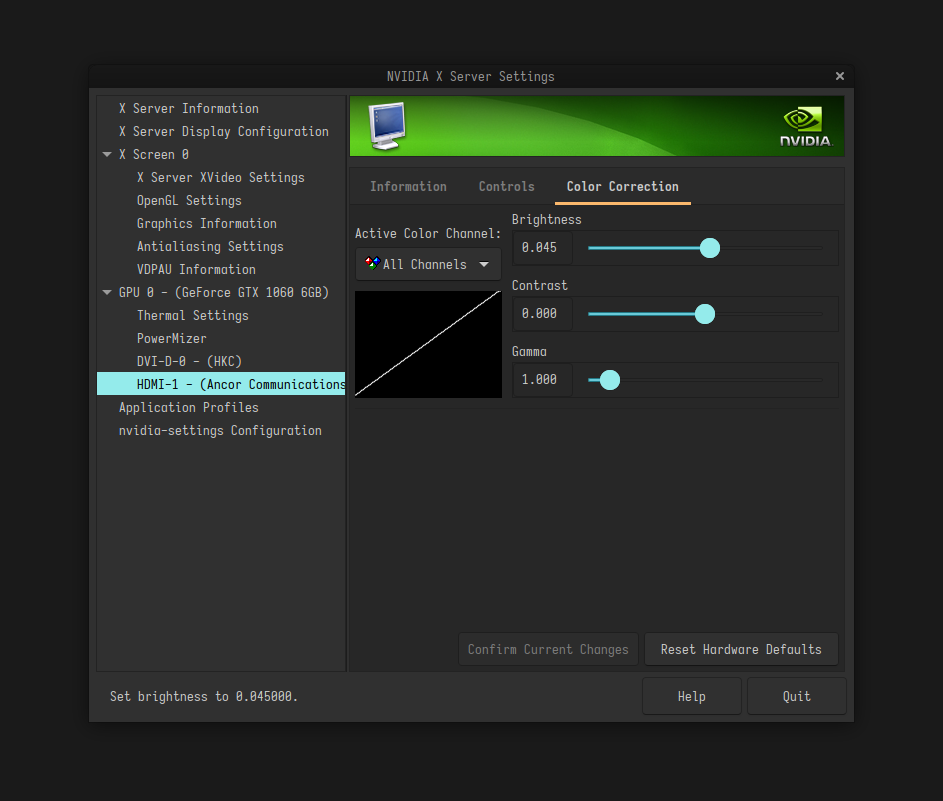 NVIDIA X Server Settings
X Server Information
X Server Display Configuration
X Screen 0
X Server XVideo Settings
OpenGL Settings
Graphics Information
Antialiasing Settings
VDPAU Information
GPU 0 - (GeForce GTX 1060 6GB)
Thermal Settings
PowerMizer
DVI-D-0 - (HKC)
HDMI-1 - (Ancor Communications
Application Profiles
nvidia-settings Configuration
NVIDIA.
Information Controls Color Correction
Active Color Channel:
All Channels
Brightness
0.045
Contrast
0.000
Gamma
1.000
Confirm Current Changes Reset Hardware Defaults
Set brightness to 0.045000.
Help Quit